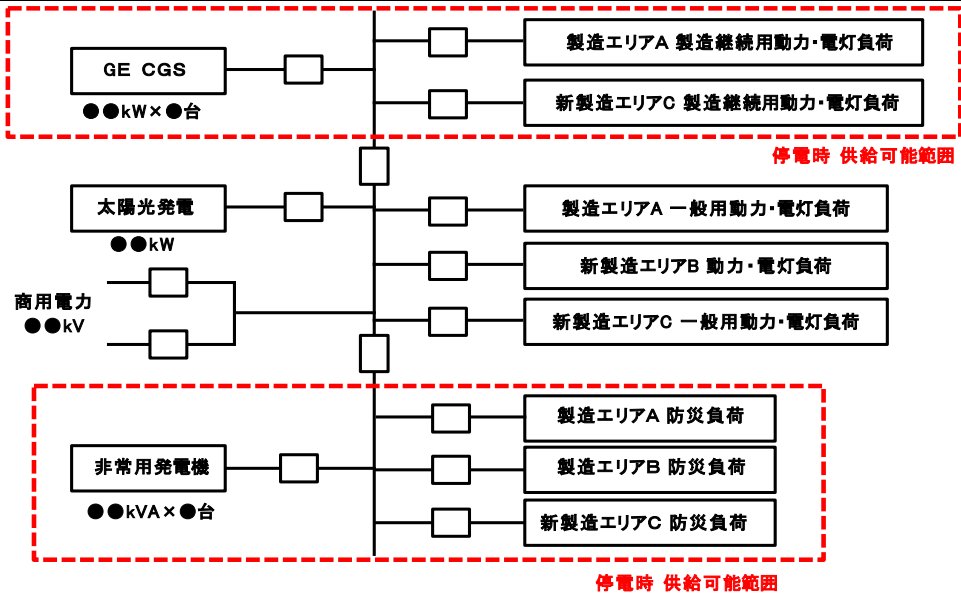 製造エリアA 製造継続用動力・電灯負荷
GE CGS
●●kW×●台
新製造エリアC 製造継続用動力・電灯負荷
停電時 供給可能範囲
太陽光発電
●●kW
製造エリアA 一般用動力・電灯負荷
新製造エリアB 動力・電灯負荷
商用電力
●●kV
新製造エリアC 一般用動力・電灯負荷
製造エリアA 防災負荷
非常用発電機
●●kVA×●台
製造エリアB 防災負荷
新製造エリアC 防災負荷
停電時 供給可能範囲